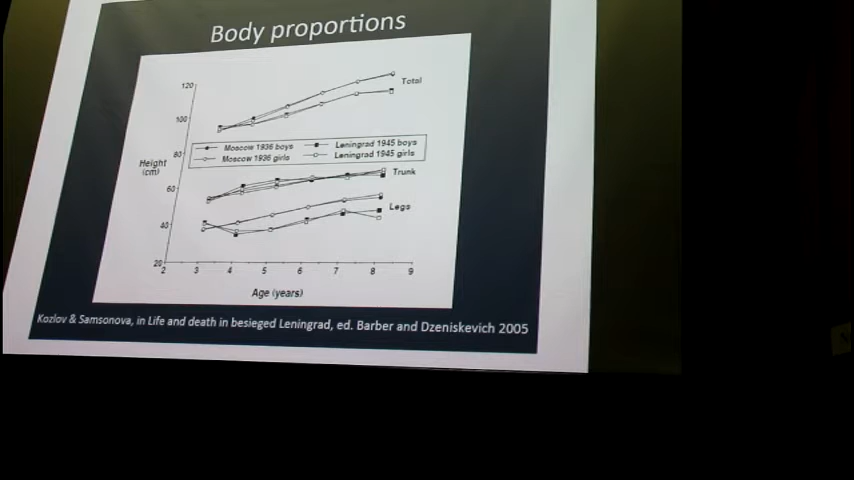 Body proportions
120
Total
100
Moscow 1936 boys
Leningrad 1945 boys
Moscow 1936 girls
Leningrad 1945 girls
80
Height
(cm)
Trunk
60
Legs
40
20
2 3 4 5 6 7 8 9
Age (years)
Kozlov & Samsonova, in Life and death in besieged Leningrad, ed. Barber and Dzeniskevich 2005